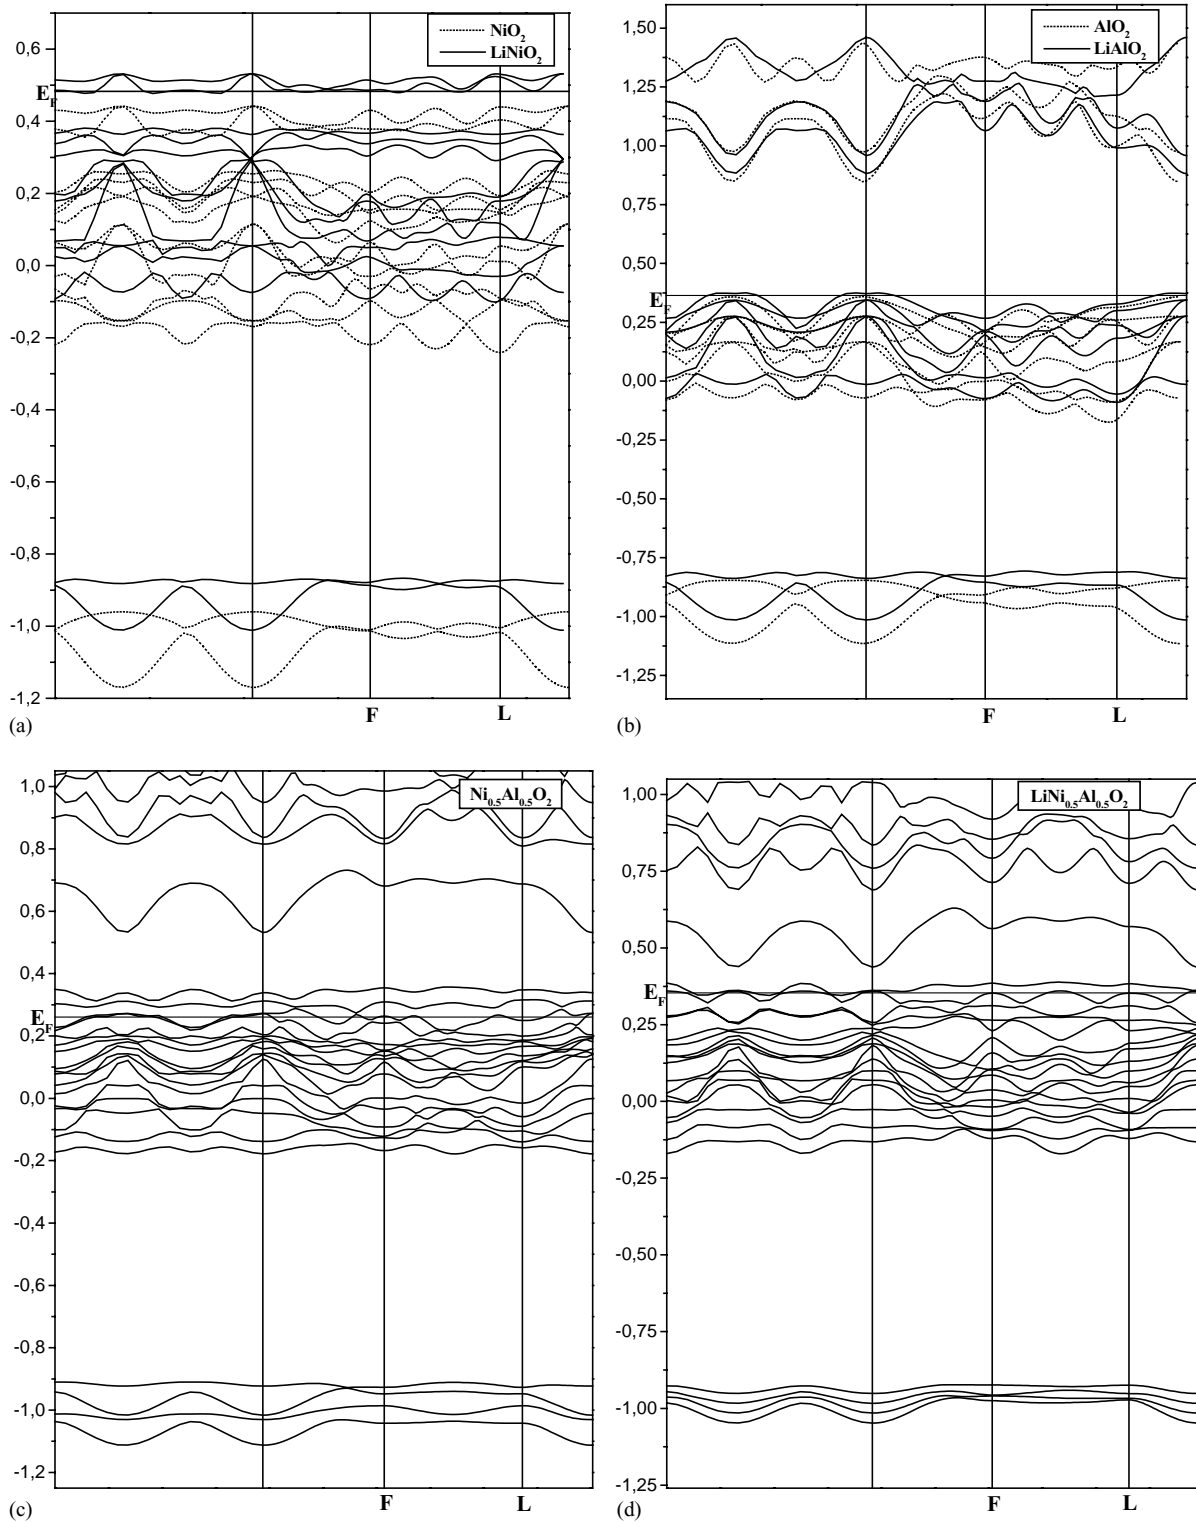 0,6
0,4
0,2
0,0
-0,2
-0,4
-0,6
-0,8
-1,0
-1,2
E_F
NiO₂
LiNiO₂
F
L
(a)
1,50
1,25
1,00
0,75
0,50
0,25
0,00
-0,25
-0,50
-0,75
-1,00
-1,25
E_F
AlO₂
LiAlO₂
F
L
(b)
1,0
0,8
0,6
0,4
0,2
0,0
-0,2
-0,4
-0,6
-0,8
-1,0
-1,2
E_F
Ni₀.₅Al₀.₅O₂
F
L
(c)
1,00
0,75
0,50
0,25
0,00
-0,25
-0,50
-0,75
-1,00
-1,25
E_F
LiNi₀.₅Al₀.₅O₂
F
L
(d)